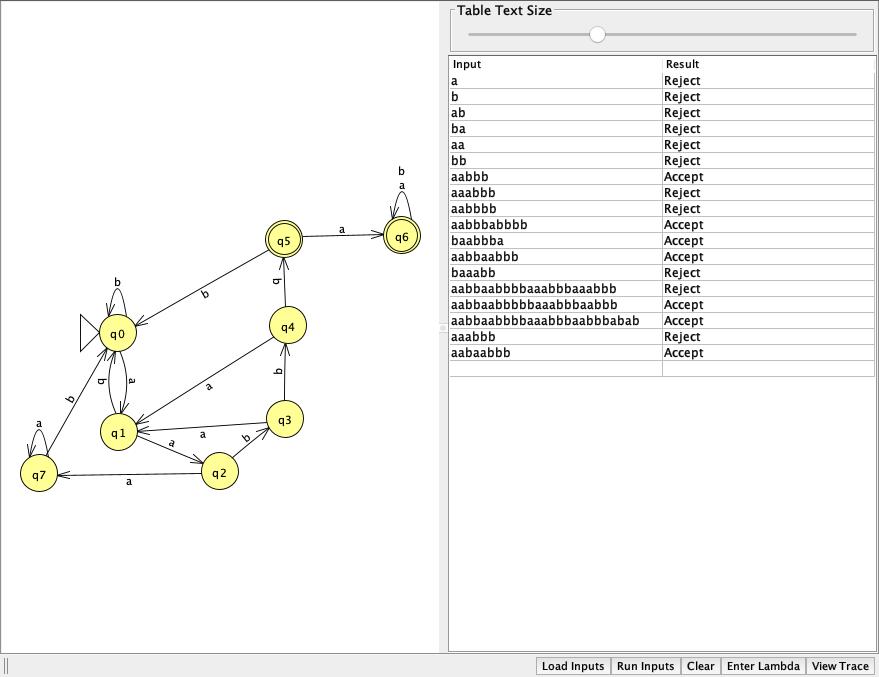 Table Text Size
Input Result
a Reject
b Reject
ab Reject
ba Reject
aa Reject
bb Reject
aabbb Accept
aaabbb Reject
aabbbb Reject
aabbbabbbb Accept
baabbba Accept
aabbaabbb Accept
baaabb Reject
aabbaabbbbaaabbbaaabbb Reject
aabbaabbbbbaaabbbaabbb Accept
aabbaabbbbaaabbbaabbbabab Accept
aaabbb Reject
aabaabbb Accept
b
a
q5
a
q6
b
b
b
q0
q4
b
a
b
a
b
a
q1
a
b
q3
a
b
q7
q2
a
Load Inputs Run Inputs Clear Enter Lambda View Trace